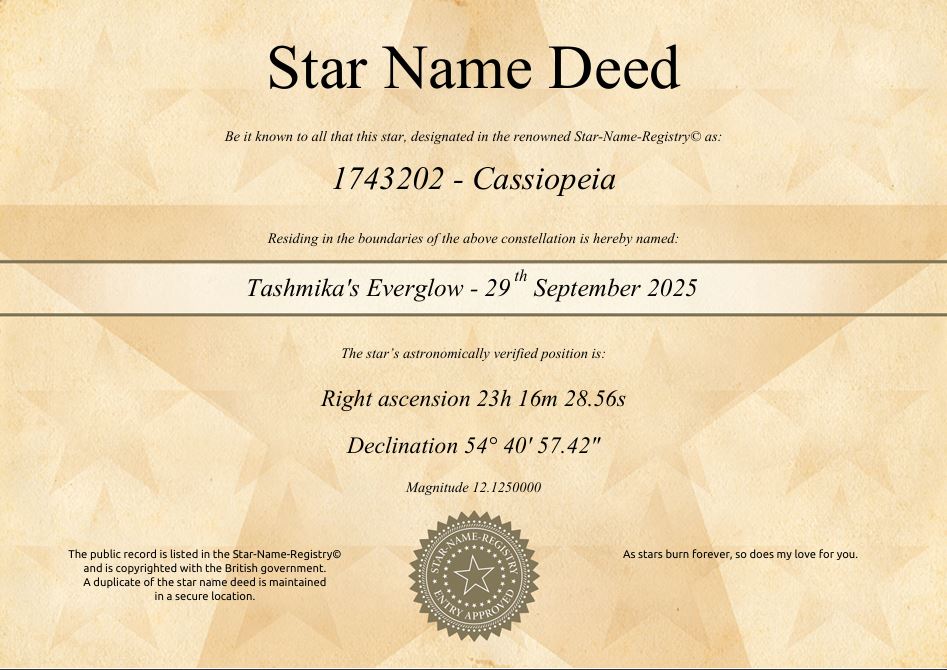 Star Name Deed
Be it known to all that this star, designated in the renowned Star-Name-Registry© as:
1743202 - Cassiopeia
Residing in the boundaries of the above constellation is hereby named:
Tashmika's Everglow - 29th September 2025
The star's astronomically verified position is:
Right ascension 23h 16m 28.56s
Declination 54° 40' 57.42"
Magnitude 12.1250000
The public record is listed in the Star-Name-Registry©
and is copyrighted with the British government.
A duplicate of the star name deed is maintained
in a secure location.
STAR-NAME-REGISTRY
ENTRY APPROVED
As stars burn forever, so does my love for you.